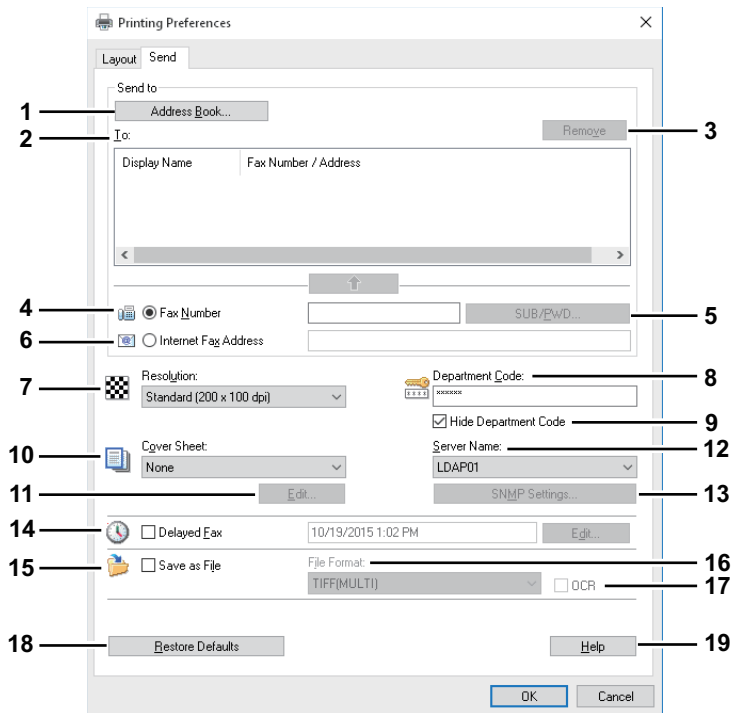 Printing Preferences
Layout Send
Send to
1 Address Book...
2 To: Remove 3
Display Name Fax Number / Address
4 Fax Number SUB/PWD... 5
6 Internet Fax Address
7 Resolution: Department Code: 8
Standard (200 x 100 dpi) ××××××
Hide Department Code 9
10 Cover Sheet: Server Name: 12
None LDAP01
11 Edit... SNMP Settings... 13
14 Delayed Fax 10/19/2015 1:02 PM Edit...
15 Save as File File Format: 16
TIFF(MULTI) OCR 17
18 Restore Defaults Help 19
OK Cancel